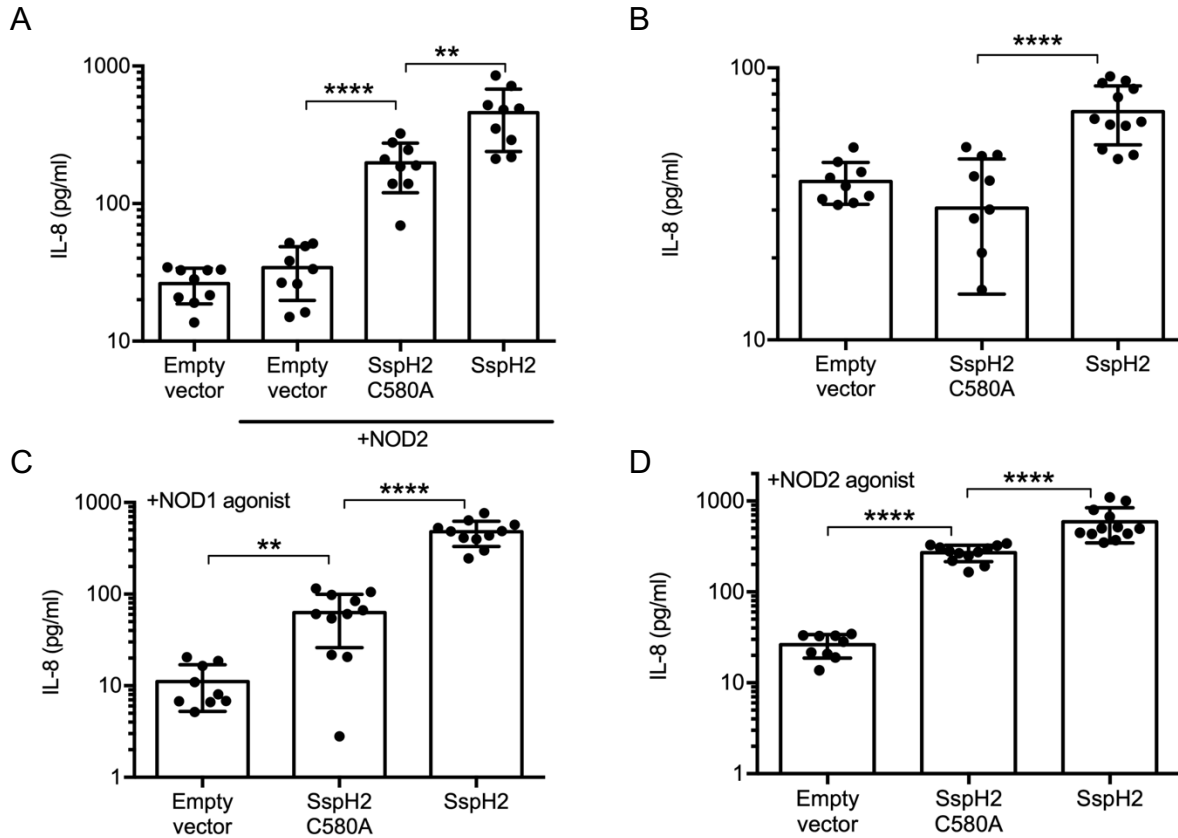 A
IL-8 (pg/ml)
1000
100
10
****
**
Empty
vector
Empty
vector
SspH2
C580A
SspH2
+NOD2
B
IL-8 (pg/ml)
100
10
****
Empty
vector
SspH2
C580A
SspH2
C
+NOD1 agonist
IL-8 (pg/ml)
1000
100
10
1
**
****
Empty
vector
SspH2
C580A
SspH2
D
+NOD2 agonist
IL-8 (pg/ml)
1000
100
10
1
****
****
Empty
vector
SspH2
C580A
SspH2